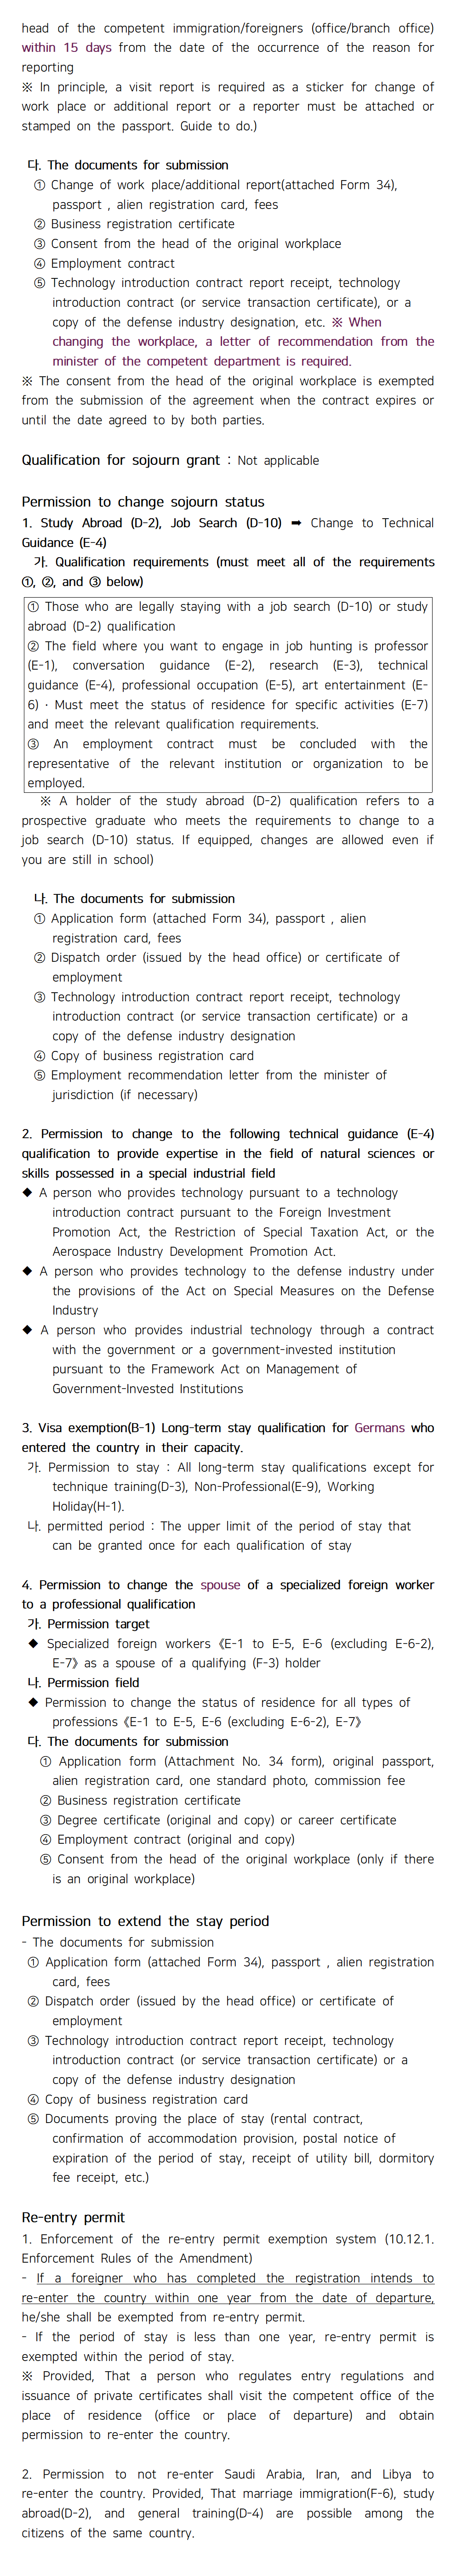 head of the competent immigration/foreigners (office/branch office)
within 15 days from the date of the occurrence of the reason for
reporting
※ In principle, a visit report is required as a sticker for change of
work place or additional report or a reporter must be attached or
stamped on the passport. Guide to do.)
다. The documents for submission
① Change of work place/additional report(attached Form 34),
passport , alien registration card, fees
② Business registration certificate
③ Consent from the head of the original workplace
④ Employment contract
⑤ Technology introduction contract report receipt, technology
introduction contract (or service transaction certificate), or a
copy of the defense industry designation, etc. ※ When
changing the workplace, a letter of recommendation from the
minister of the competent department is required.
※ The consent from the head of the original workplace is exempted
from the submission of the agreement when the contract expires or
until the date agreed to by both parties.
Qualification for sojourn grant : Not applicable
Permission to change sojourn status
1. Study Abroad (D-2), Job Search (D-10) ➡ Change to Technical
Guidance (E-4)
가. Qualification requirements (must meet all of the requirements
①, ②, and ③ below)
① Those who are legally staying with a job search (D-10) or study
abroad (D-2) qualification
② The field where you want to engage in job hunting is professor
(E-1), conversation guidance (E-2), research (E-3), technical
guidance (E-4), professional occupation (E-5), art entertainment (E-
6) · Must meet the status of residence for specific activities (E-7)
and meet the relevant qualification requirements.
③ An employment contract must be concluded with the
representative of the relevant institution or organization to be
employed.
※ A holder of the study abroad (D-2) qualification refers to a
prospective graduate who meets the requirements to change to a
job search (D-10) status. If equipped, changes are allowed even if
you are still in school)
나. The documents for submission
① Application form (attached Form 34), passport , alien
registration card, fees
② Dispatch order (issued by the head office) or certificate of
employment
③ Technology introduction contract report receipt, technology
introduction contract (or service transaction certificate) or a
copy of the defense industry designation
④ Copy of business registration card
⑤ Employment recommendation letter from the minister of
jurisdiction (if necessary)
2. Permission to change to the following technical guidance (E-4)
qualification to provide expertise in the field of natural sciences or
skills possessed in a special industrial field
◆ A person who provides technology pursuant to a technology
introduction contract pursuant to the Foreign Investment
Promotion Act, the Restriction of Special Taxation Act, or the
Aerospace Industry Development Promotion Act.
◆ A person who provides technology to the defense industry under
the provisions of the Act on Special Measures on the Defense
Industry
◆ A person who provides industrial technology through a contract
with the government or a government-invested institution
pursuant to the Framework Act on Management of
Government-Invested Institutions
3. Visa exemption(B-1) Long-term stay qualification for Germans who
entered the country in their capacity.
가. Permission to stay : All long-term stay qualifications except for
technique training(D-3), Non-Professional(E-9), Working
Holiday(H-1).
나. permitted period : The upper limit of the period of stay that
can be granted once for each qualification of stay
4. Permission to change the spouse of a specialized foreign worker
to a professional qualification
가. Permission target
◆ Specialized foreign workers 《E-1 to E-5, E-6 (excluding E-6-2),
E-7》 as a spouse of a qualifying (F-3) holder
나. Permission field
◆ Permission to change the status of residence for all types of
professions 《E-1 to E-5, E-6 (excluding E-6-2), E-7》
다. The documents for submission
① Application form (Attachment No. 34 form), original passport,
alien registration card, one standard photo, commission fee
② Business registration certificate
③ Degree certificate (original and copy) or career certificate
④ Employment contract (original and copy)
⑤ Consent from the head of the original workplace (only if there
is an original workplace)
Permission to extend the stay period
- The documents for submission
① Application form (attached Form 34), passport , alien registration
card, fees
② Dispatch order (issued by the head office) or certificate of
employment
③ Technology introduction contract report receipt, technology
introduction contract (or service transaction certificate) or a
copy of the defense industry designation
④ Copy of business registration card
⑤ Documents proving the place of stay (rental contract,
confirmation of accommodation provision, postal notice of
expiration of the period of stay, receipt of utility bill, dormitory
fee receipt, etc.)
Re-entry permit
1. Enforcement of the re-entry permit exemption system (10.12.1.
Enforcement Rules of the Amendment)
- If a foreigner who has completed the registration intends to
re-enter the country within one year from the date of departure,
he/she shall be exempted from re-entry permit.
- If the period of stay is less than one year, re-entry permit is
exempted within the period of stay.
※ Provided, That a person who regulates entry regulations and
issuance of private certificates shall visit the competent office of the
place of residence (office or place of departure) and obtain
permission to re-enter the country.
2. Permission to not re-enter Saudi Arabia, Iran, and Libya to
re-enter the country. Provided, That marriage immigration(F-6), study
abroad(D-2), and general training(D-4) are possible among the
citizens of the same country.